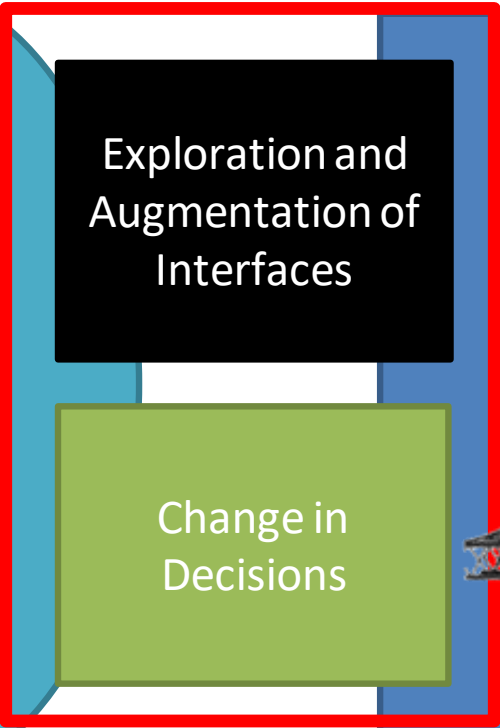 Exploration and
Augmentation of
Interfaces
Change in
Decisions